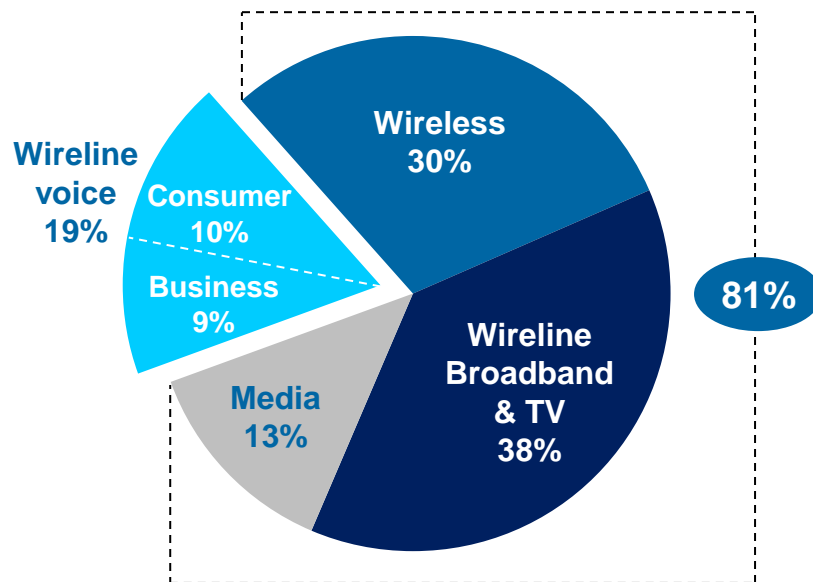 Wireless
30%
Wireline
voice
19%
Consumer
10%
Business
9%
81%
Wireline
Broadband
& TV
38%
Media
13%